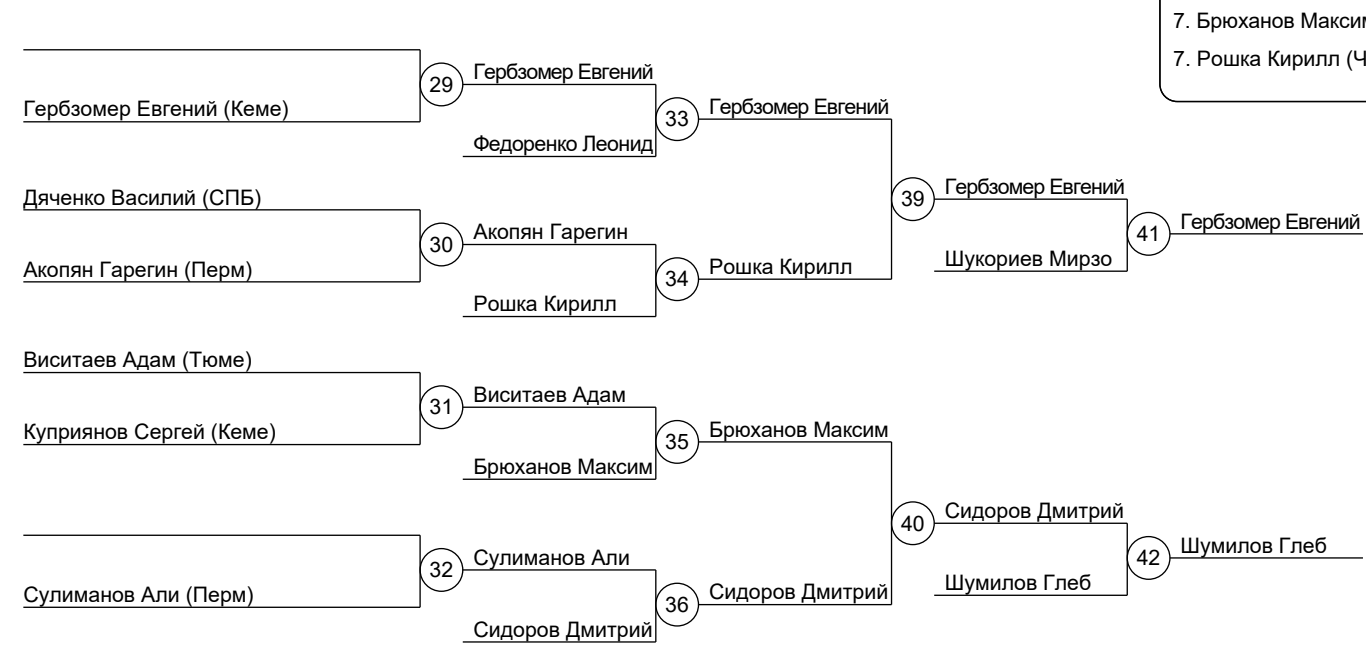 7. Брюханов Максим
7. Рошка Кирилл (Ч
29
Гербзомер Евгений
Гербзомер Евгений (Кеме)
33
Гербзомер Евгений
Федоренко Леонид
Дяченко Василий (СПБ)
39
Гербзомер Евгений
30
Акопян Гарегин
41
Гербзомер Евгений
Акопян Гарегин (Перм)
34
Рошка Кирилл
Шукориев Мирзо
Рошка Кирилл
Виситаев Адам (Тюме)
31
Виситаев Адам
Куприянов Сергей (Кеме)
35
Брюханов Максим
Брюханов Максим
40
Сидоров Дмитрий
32
Сулиманов Али
42
Шумилов Глеб
Сулиманов Али (Перм)
36
Сидоров Дмитрий
Шумилов Глеб
Сидоров Дмитрий